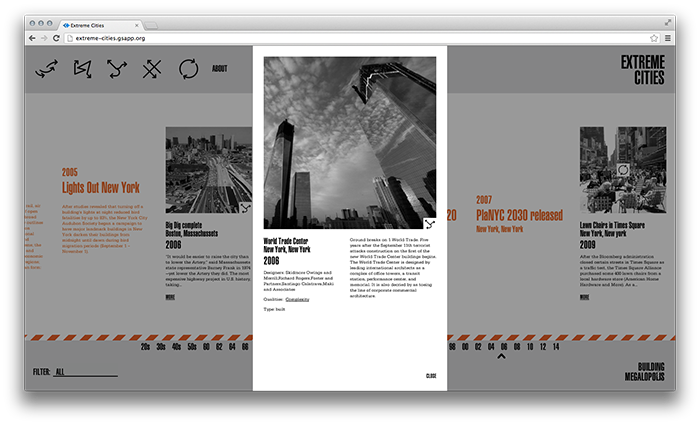 Extreme Cities
extreme-cities.gsapp.org
ABOUT
EXTREME
CITIES
2005
Lights Out New York
After studies revealed that turning off a
building's lights at night reduced bird
fatalities by up to 83%, the New York City
Audubon Society began a campaign to
have major landmark buildings in New
York darken their buildings from
midnight until dawn during bird
migration periods (September 1 –
November 1)
Big Dig complete
Boston, Massachussets
2006
"It would be easier to raise the city than
to lower the Artery," said Massachusetts
state representative Barney Frank in 1978
—yet lower the Artery they did. The most
expensive highway project in U.S. history,
taking...
MORE
World Trade Center
New York, New York
2006
Designers: Skidmore Owings and
Merrill;Richard Rogers;Foster and
Partners;Santiago Calatrava;Maki
and Associates
Qualities: Complexity
Type: built
Ground breaks on 1 World Trade. Five
years after the September 11th terrorist
attacks construction on the first of the
new World Trade Center buildings begins.
The World Trade Center is designed by
leading international architects as a
complex of office towers, a transit
station, performance center, and
memorial. It is also derided by as towing
the line of corporate commercial
architecture.
CLOSE
20
2007
PlaNYC 2030 released
New York, New York
Lawn Chairs in Times Square
New York, New york
2009
After the Bloomberg administration
closed certain streets in Times Square as
a traffic test, the Times Square Alliance
purchased some 400 lawn chairs from a
local hardware store (American Home
Hardware and More). As a...
MORE
20s 30s 40s 50s 60 62 64 66
98 00 02 04 06 08 10 12 14
FILTER: ALL
BUILDING
MEGALOPOLIS